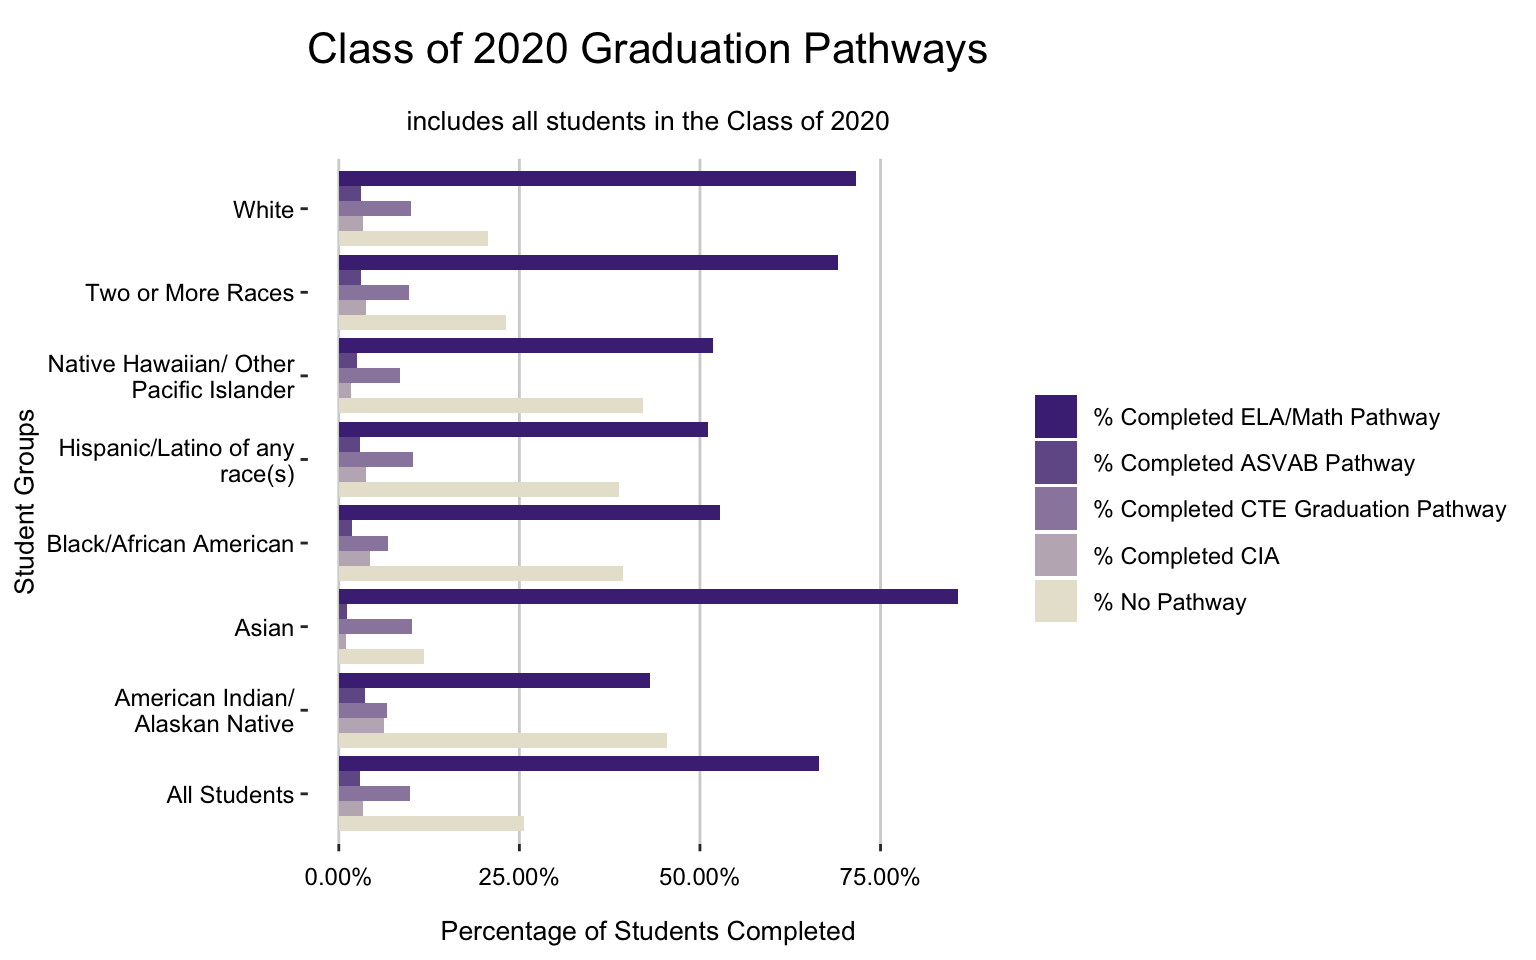 Class of 2020 Graduation Pathways
includes all students in the Class of 2020
Student Groups
White
Two or More Races
Native Hawaiian/ Other
Pacific Islander
Hispanic/Latino of any
race(s)
Black/African American
Asian
American Indian/
Alaskan Native
All Students
0.00%
25.00%
50.00%
75.00%
Percentage of Students Completed
% Completed ELA/Math Pathway
% Completed ASVAB Pathway
% Completed CTE Graduation Pathway
% Completed CIA
% No Pathway